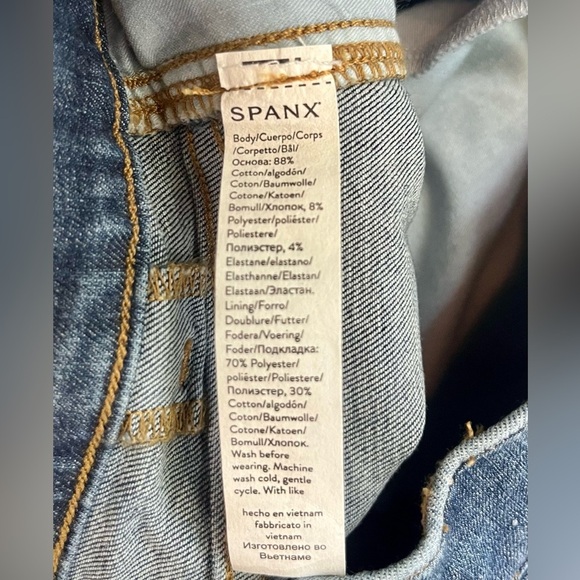 SPANX
Body/Cuerpo/Corps
/Corpetto/Bål/
Основа: 88%
Cotton/algodón/
Coton/Baumwolle/
Cotone/Katoen/
Bomull/Хлопок, 8%
Polyester/poliéster/
Poliestere/
Полиэстер, 4%
Elastane/elastano/
Elasthanne/Elastan/
Elastaan/Эластан.
Lining/Forro/
Doublure/Futter/
Fodera/Voering/
Foder/Подкладка:
70% Polyester/
poliéster/Poliestere/
Полиэстер, 30%
Cotton/algodón/
Coton/Baumwolle/
Cotone/Katoen/
Bomull/Хлопок.
Wash before
wearing. Machine
wash cold, gentle
cycle. With like
hecho en vietnam
fabbricato in
vietnam
Изготовлено во
Вьетнаме